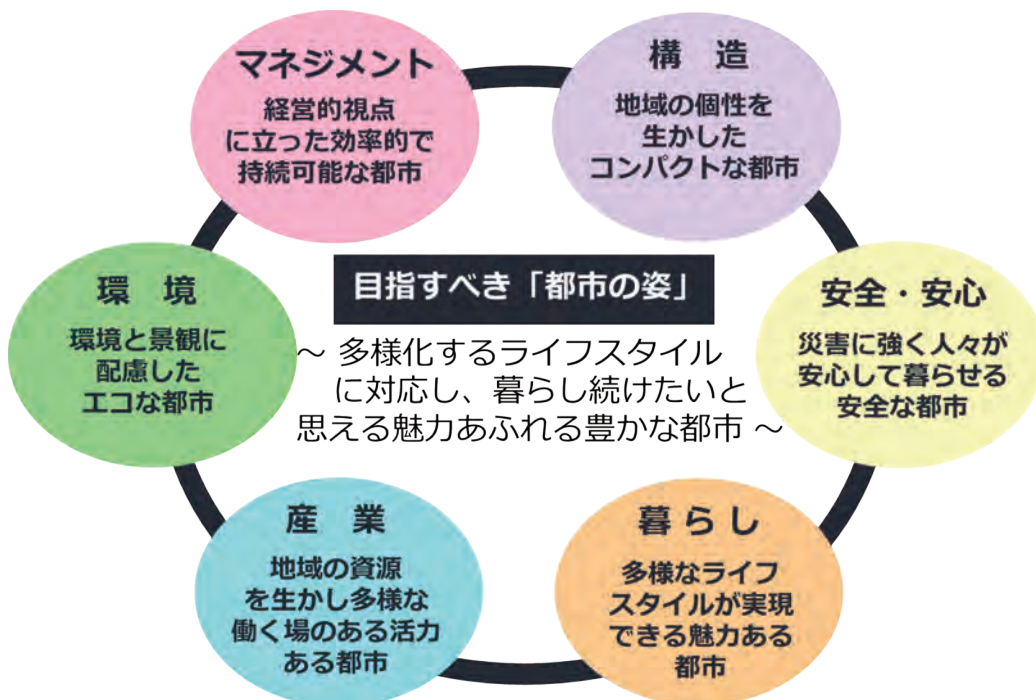 マネジメント
経営的視点
に立った効率的で
持続可能な都市
構　造
地域の個性を
生かした
コンパクトな都市
環　境
環境と景観に
配慮した
エコな都市
目指すべき「都市の姿」
～ 多様化するライフスタイル
に対応し、暮らし続けたいと
思える魅力あふれる豊かな都市 ～
安全・安心
災害に強く人々が
安心して暮らせる
安全な都市
産　業
地域の資源
を生かし多様な
働く場のある活力
ある都市
暮 ら し
多様なライフ
スタイルが実現
できる魅力ある
都市